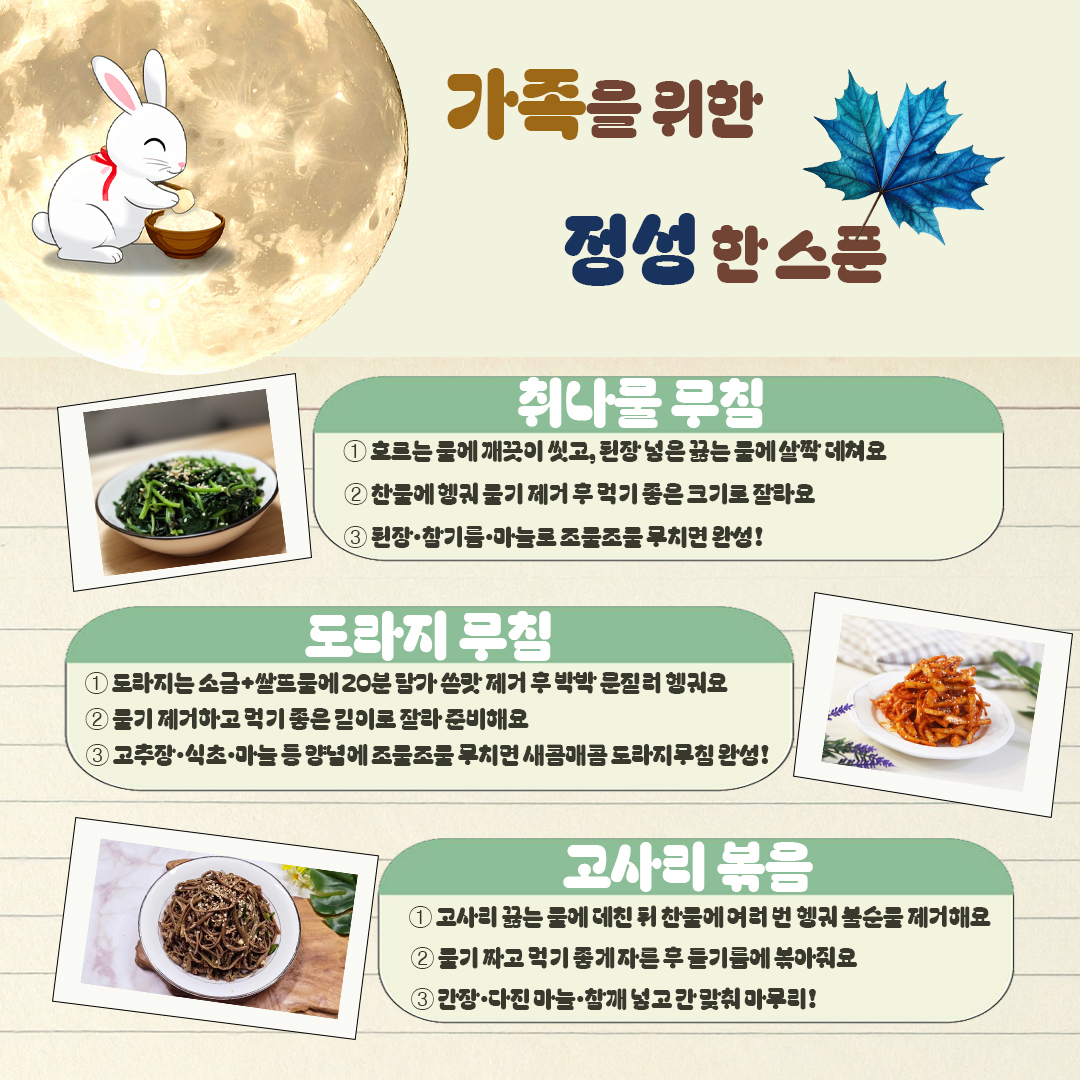 가족을 위한
정성 한 스푼
취나물 무침
① 흐르는 물에 깨끗이 씻고, 된장 넣은 끓는 물에 살짝 데쳐요
② 찬물에 헹궈 물기 제거 후 먹기 좋은 크기로 잘라요
③ 된장·참기름·마늘로 조물조물 무치면 완성!
도라지 무침
① 도라지는 소금+쌀뜨물에 20분 담가 쓴맛 제거 후 박박 문질러 헹궈요
② 물기 제거하고 먹기 좋은 길이로 잘라 준비해요
③ 고추장·식초·마늘 등 양념에 조물조물 무치면 새콤매콤 도라지무침 완성!
고사리 볶음
① 고사리 끓는 물에 데친 뒤 찬물에 여러 번 헹궈 불순물 제거해요
② 물기 짜고 먹기 좋게 자른 후 들기름에 볶아줘요
③ 간장·다진 마늘·참깨 넣고 간 맞춰 마무리!